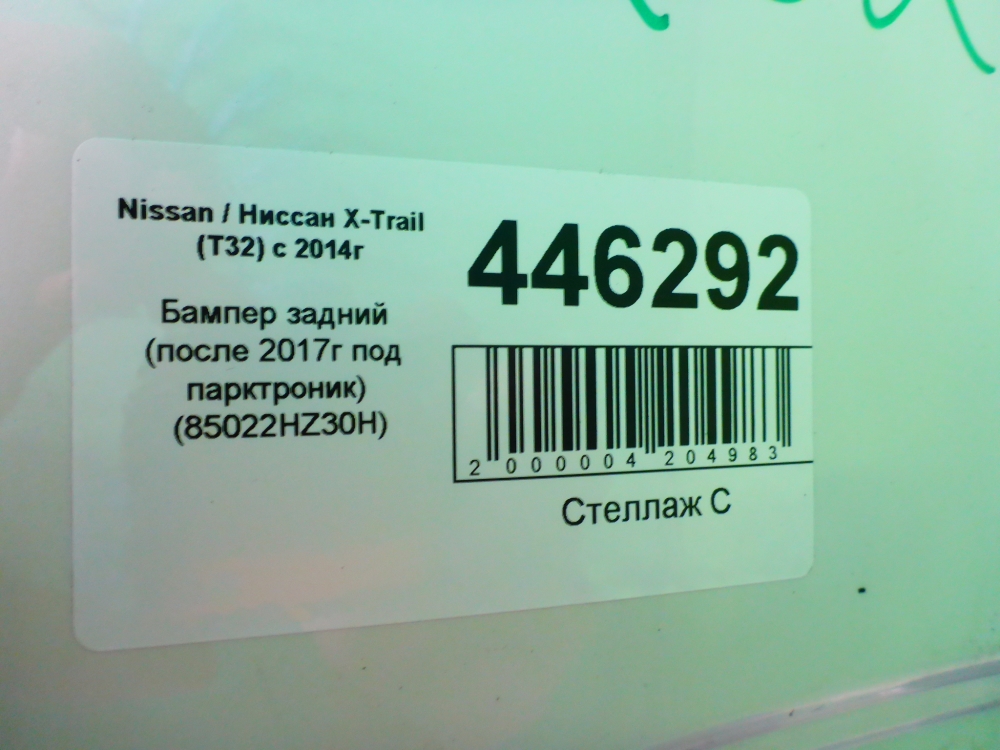 Nissan / Ниссан X-Trail
(T32) с 2014г
Бампер задний
(после 2017г под
парктроник)
(85022HZ30H)
446292
2 000004 204983
Стеллаж С